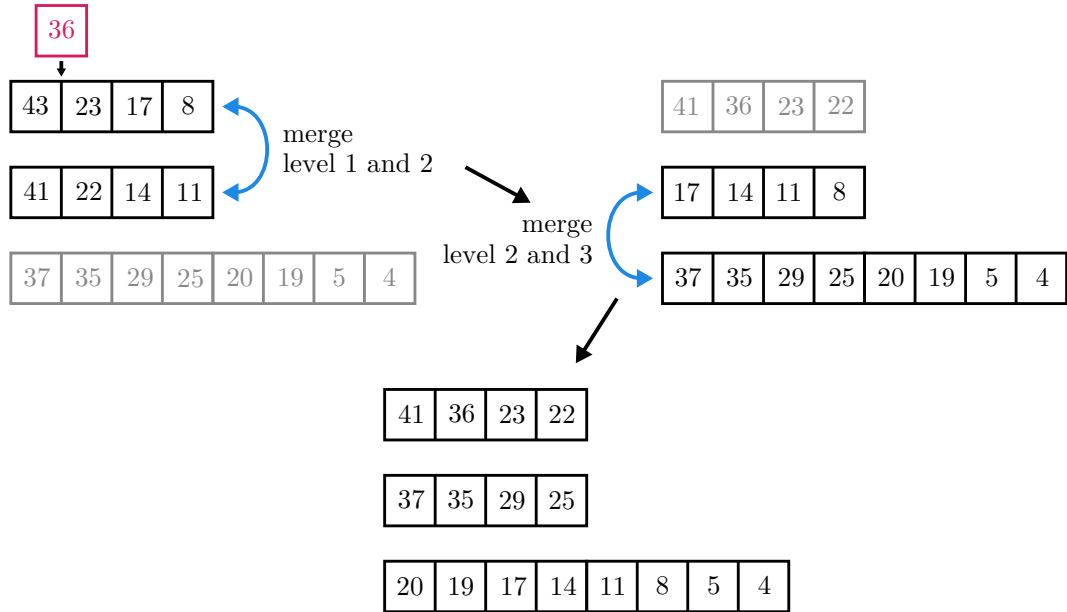 36
43 23 17 8
merge
level 1 and 2
41 22 14 11
37 35 29 25 20 19 5 4
41 36 23 22
17 14 11 8
merge
level 2 and 3
37 35 29 25 20 19 5 4
41 36 23 22
37 35 29 25
20 19 17 14 11 8 5 4